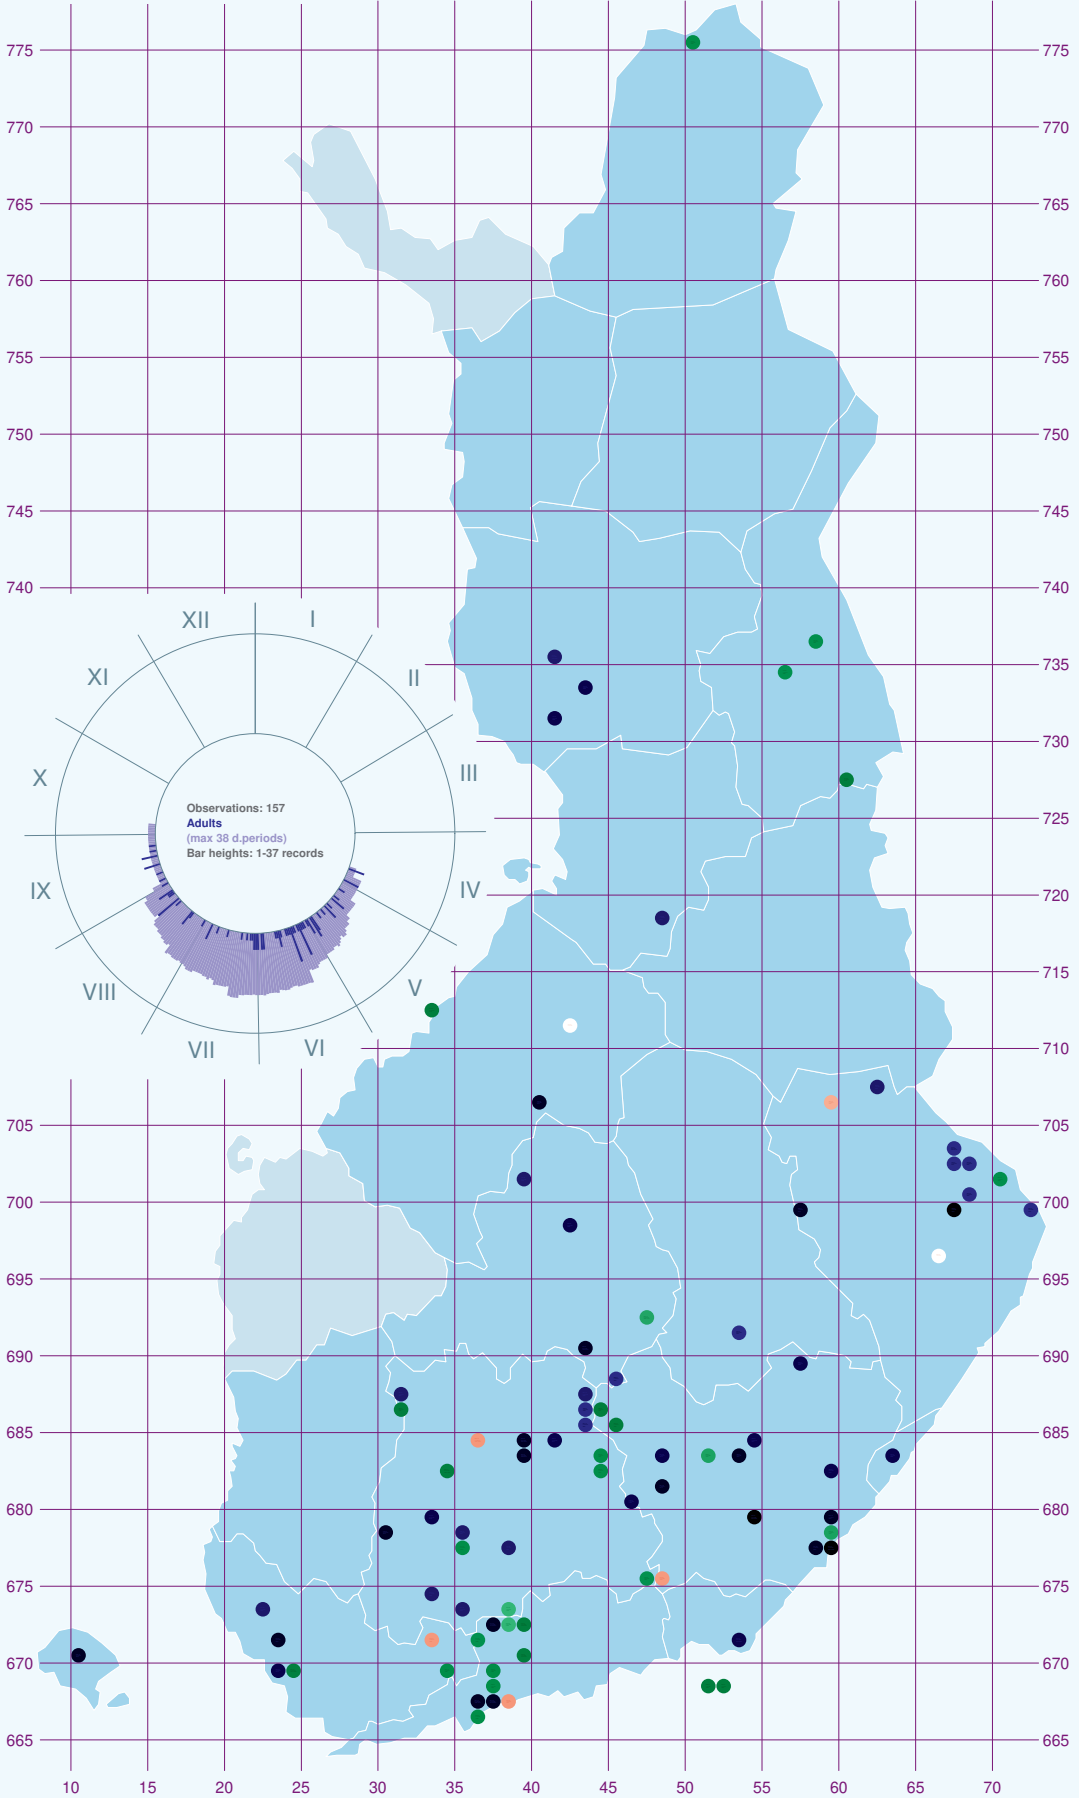 775 775
770 770
765 765
760 760
755 755
750 750
745 745
740 740
XII I
XI II
735 735
X III
730 730
Observations: 157
Adults
(max 38 d.periods)
Bar heights: 1-37 records
725 725
IX IV
720 720
VIII V
715 715
VII VI
710 710
705 705
700 700
695 695
690 690
685 685
680 680
675 675
670 670
665 665
10 15 20 25 30 35 40 45 50 55 60 65 70